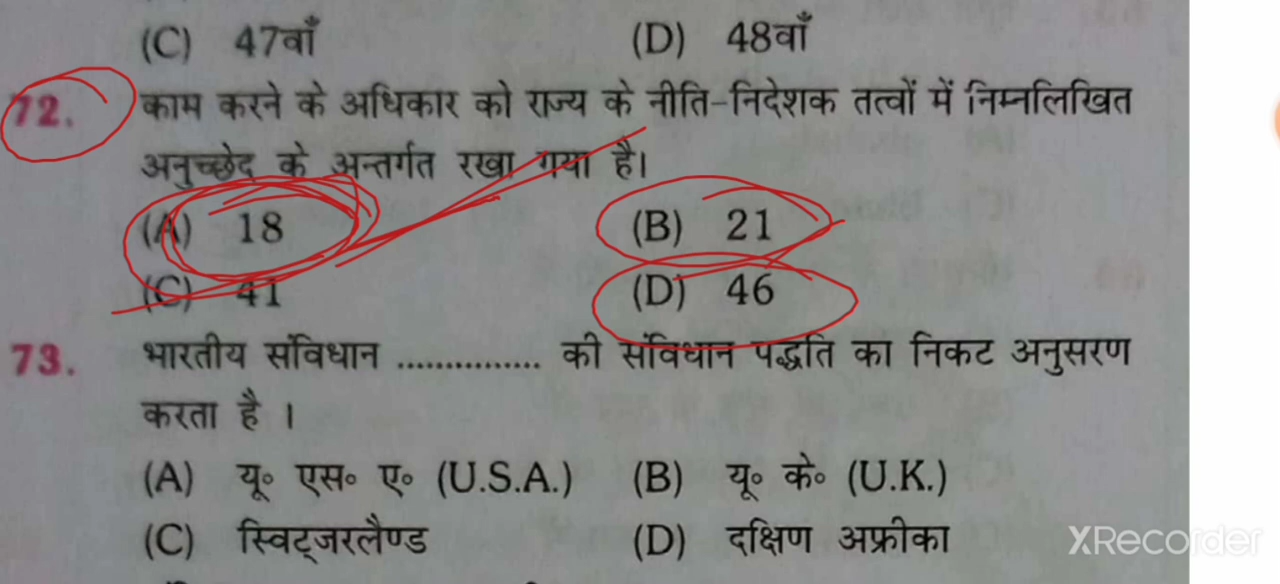 (C) 47वाँ (D) 48वाँ
72. काम करने के अधिकार को राज्य के नीति-निदेशक तत्वों में निम्नलिखित
अनुच्छेद के अन्तर्गत रखा गया है।
(A) 18 (B) 21
(C) 41 (D) 46
73. भारतीय संविधान ............... की संविधान पद्धति का निकट अनुसरण
करता है ।
(A) यू॰ एस॰ ए॰ (U.S.A.) (B) यू॰ के॰ (U.K.)
(C) स्विट्जरलैण्ड (D) दक्षिण अफ्रीका
XRecorder